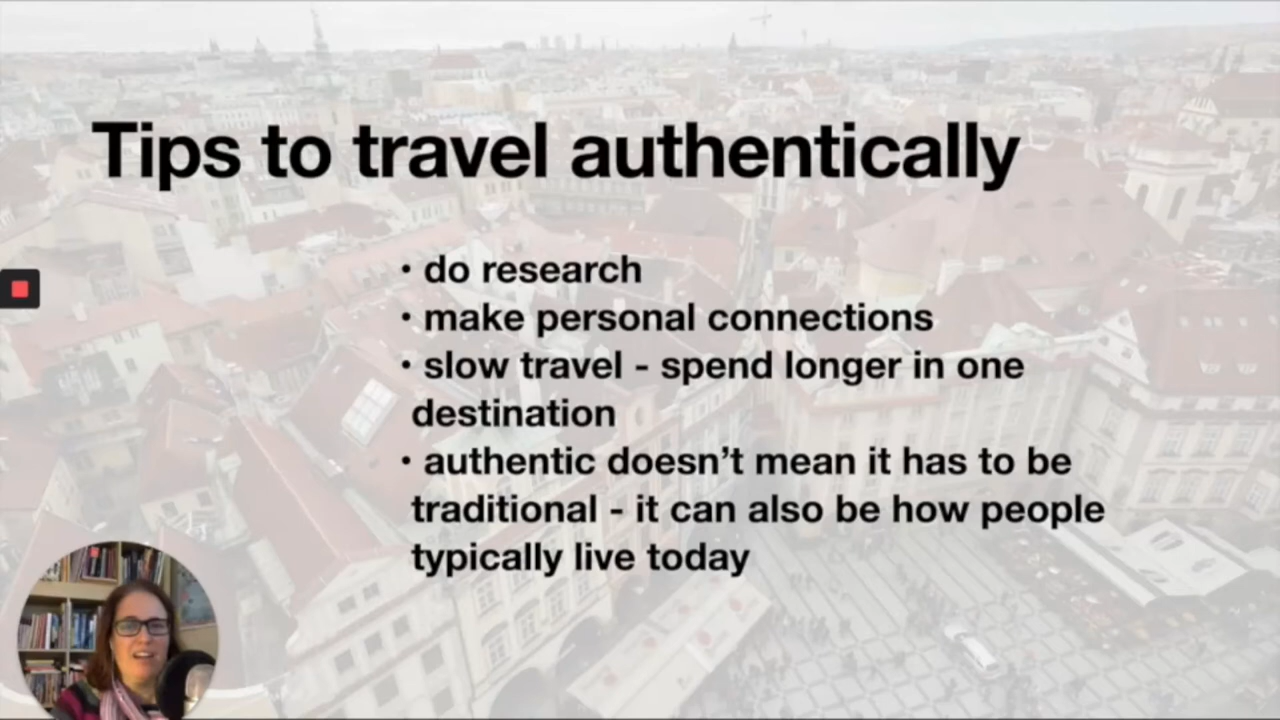 Tips to travel authentically
• do research
• make personal connections
• slow travel - spend longer in one
destination
• authentic doesn’t mean it has to be
traditional - it can also be how people
typically live today